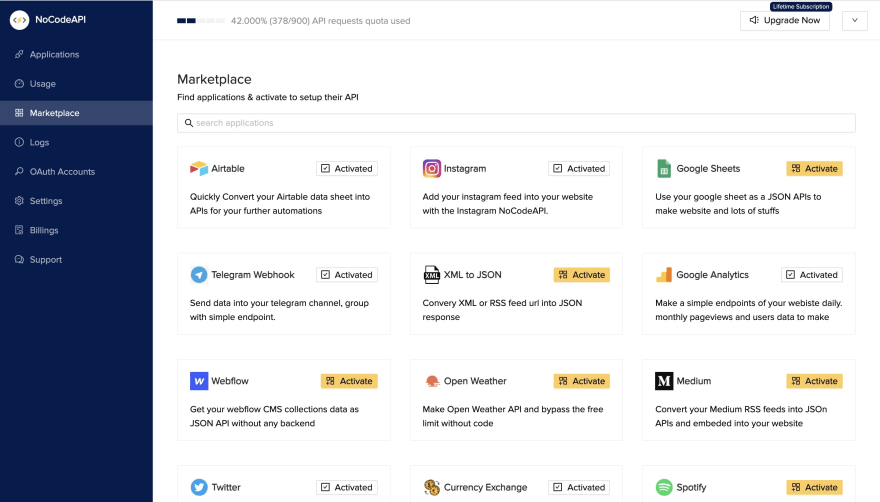 NoCodeAPI
42.000% (378/900) API requests quota used
Lifetime Subscription
Upgrade Now
Applications
Usage
Marketplace
Logs
OAuth Accounts
Settings
Billings
Support
Marketplace
Find applications & activate to setup their API
search applications
Airtable
Activated
Quickly Convert your Airtable data sheet into
APIs for your further automations
Instagram
Activated
Add your instagram feed into your website
with the Instagram NoCodeAPI.
Google Sheets
Activate
Use your google sheet as a JSON APIs to
make website and lots of stuffs
Telegram Webhook
Activated
Send data into your telegram channel, group
with simple endpoint.
XML
XML to JSON
Activate
Convery XML or RSS feed url into JSON
response
Google Analytics
Activated
Make a simple endpoints of your webiste daily.
monthly pageviews and users data to make
Webflow
Activate
Get your webflow CMS collections data as
JSON API without any backend
Open Weather
Activate
Make Open Weather API and bypass the free
limit without code
Medium
Activate
Convert your Medium RSS feeds into JSOn
APIs and embeded into your website
Twitter
Activated
Currency Exchange
Activated
Spotify
Activate